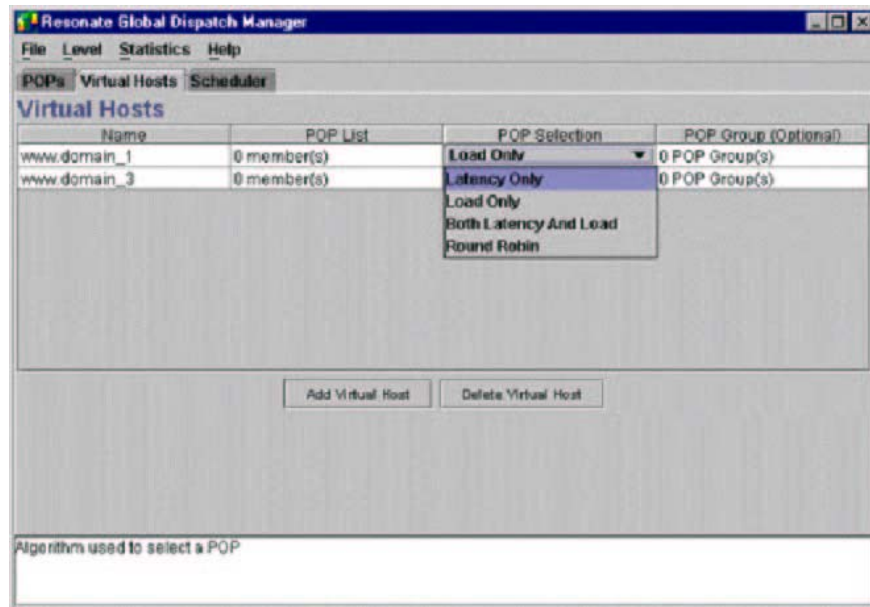 Resonate Global Dispatch Manager
File Level Statistics Help
POPs Virtual Hosts Scheduler
Virtual Hosts
Name POP List POP Selection POP Group (Optional)
www.domain_1 0 member(s) Load Only 0 POP Group(s)
www.domain_3 0 member(s) Latency Only 0 POP Group(s)
Load Only
Both Latency And Load
Round Robin
Add Virtual Host Delete Virtual Host
Algorithm used to select a POP